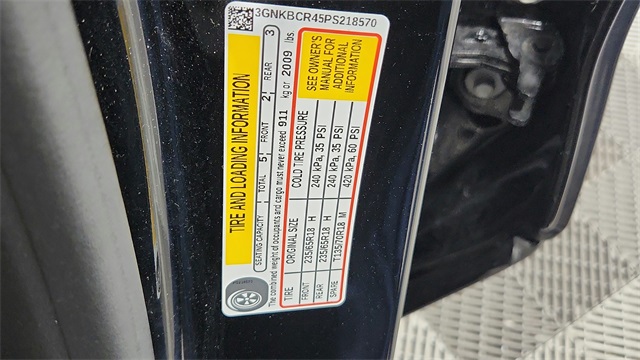 3GNKBCR45PS218570
TIRE AND LOADING INFORMATION
SEATING CAPACITY TOTAL 5 FRONT 2 REAR 3
The combined weight of occupants and cargo must never exceed 911 kg or 2009 lbs
TIRE ORIGINAL SIZE COLD TIRE PRESSURE
FRONT 235/65R18 H 240 kPa, 35 PSI
REAR 235/65R18 H 240 kPa, 35 PSI
SPARE T135/70R18 M 420 kPa, 60 PSI
SEE OWNER'S
MANUAL FOR
ADDITIONAL
INFORMATION